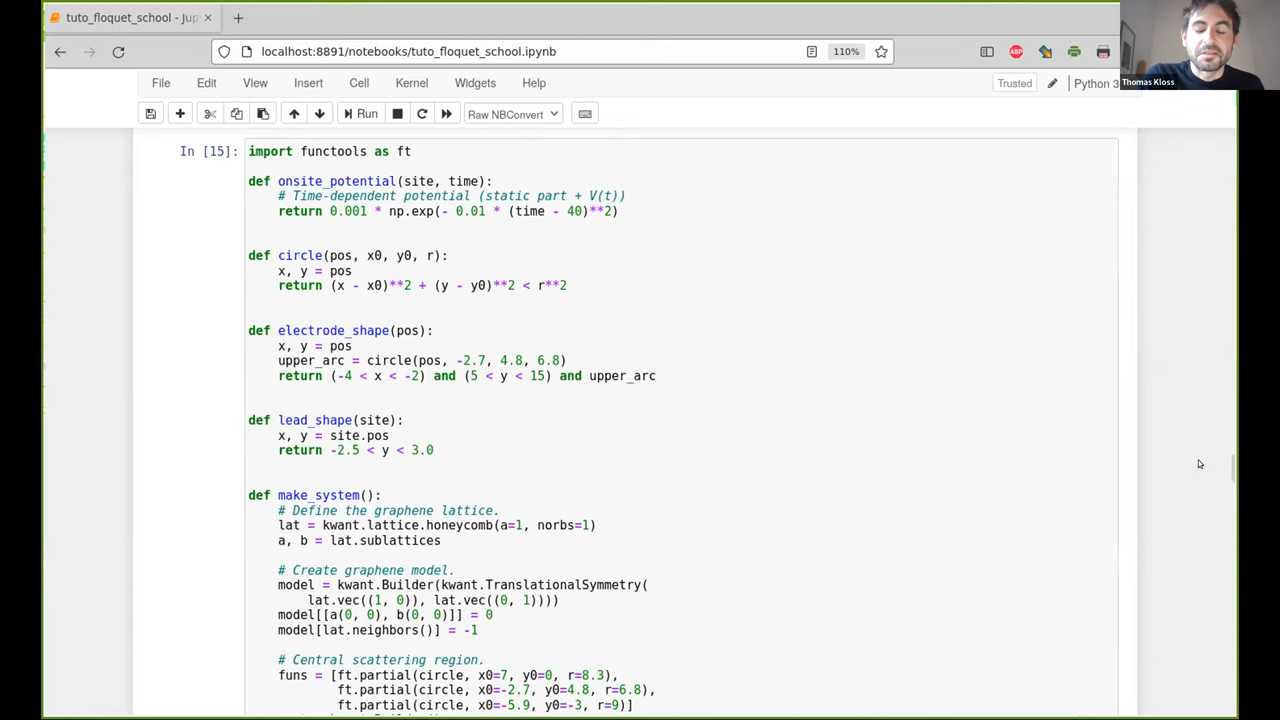 tuto_floquet_school - Jup
localhost:8891/notebooks/tuto_floquet_school.ipynb
110%
ABP
Thomas Kloss
File Edit View Insert Cell Kernel Widgets Help
Trusted
Python 3
Run
Raw NBConvert
In [15]:
import functools as ft
def onsite_potential(site, time):
# Time-dependent potential (static part + V(t))
return 0.001 * np.exp(- 0.01 * (time - 40)**2)
def circle(pos, x0, y0, r):
x, y = pos
return (x - x0)**2 + (y - y0)**2 < r**2
def electrode_shape(pos):
x, y = pos
upper_arc = circle(pos, -2.7, 4.8, 6.8)
return (-4 < x < -2) and (5 < y < 15) and upper_arc
def lead_shape(site):
x, y = site.pos
return -2.5 < y < 3.0
def make_system():
# Define the graphene lattice.
lat = kwant.lattice.honeycomb(a=1, norbs=1)
a, b = lat.sublattices
# Create graphene model.
model = kwant.Builder(kwant.TranslationalSymmetry(
lat.vec((1, 0)), lat.vec((0, 1))))
model[[a(0, 0), b(0, 0)]] = 0
model[lat.neighbors()] = -1
# Central scattering region.
funs = [ft.partial(circle, x0=7, y0=0, r=8.3),
ft.partial(circle, x0=-2.7, y0=4.8, r=6.8),
ft.partial(circle, x0=-5.9, y0=-3, r=9)]